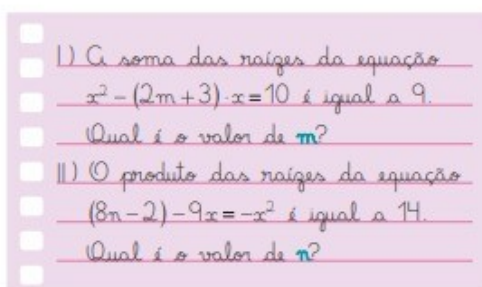 I) A soma das raízes da equação
x² – (2m + 3) · x = 10 é igual a 9.
Qual é o valor de m?
II) O produto das raízes da equação
(8n – 2) – 9x = –x² é igual a 14.
Qual é o valor de n?